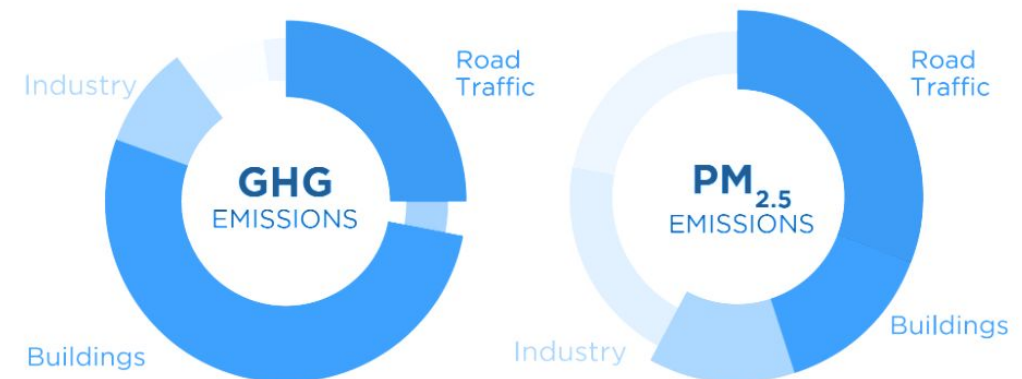 Road
Traffic
Industry
GHG
EMISSIONS
Buildings
Road
Traffic
PM2.5
EMISSIONS
Buildings
Industry